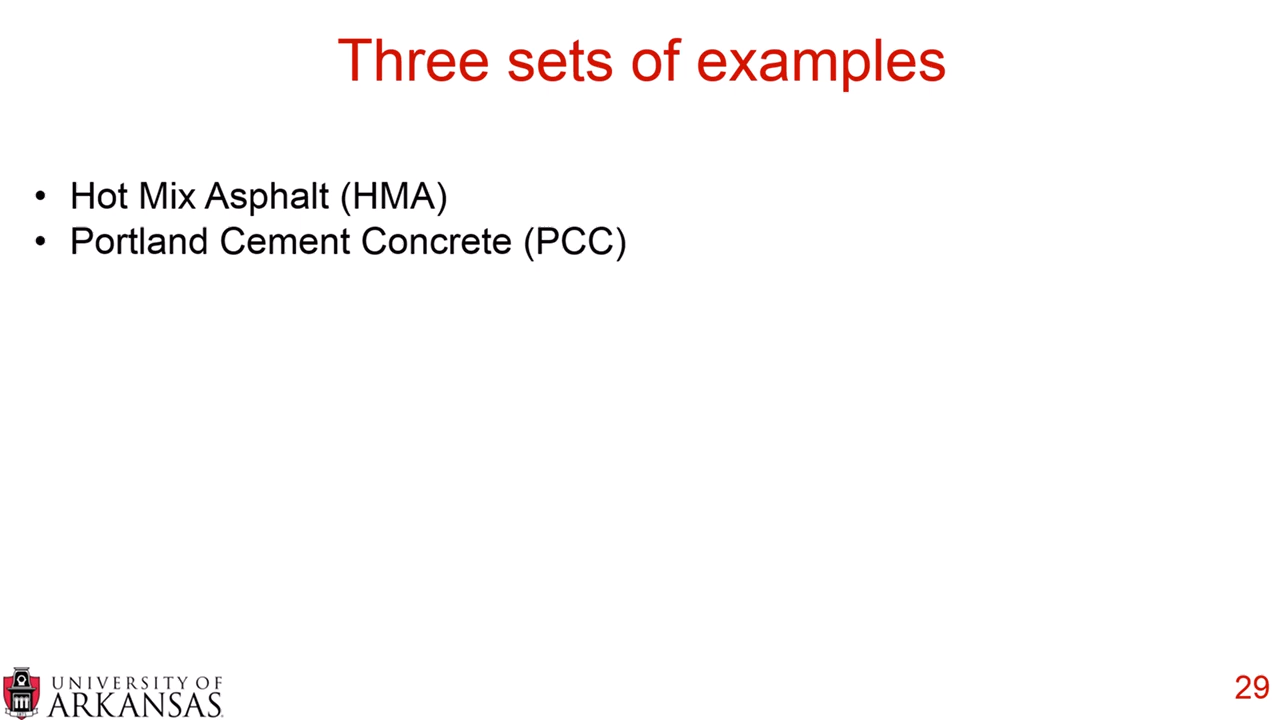 Three sets of examples
• Hot Mix Asphalt (HMA)
• Portland Cement Concrete (PCC)
UNIVERSITY OF
ARKANSAS
29